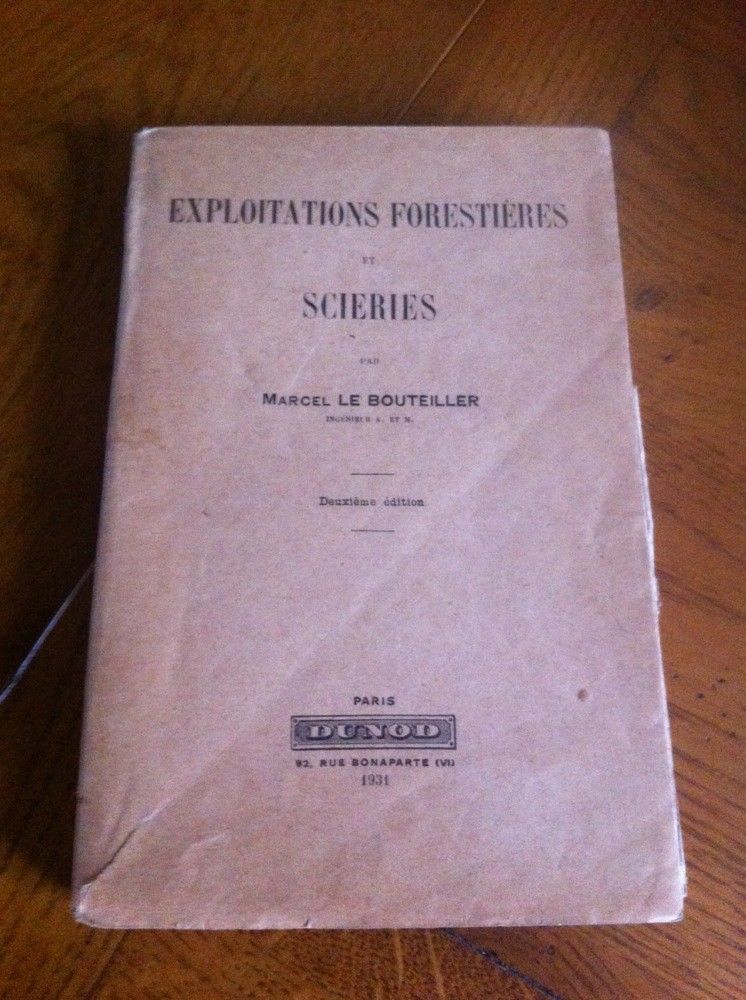 EXPLOITATIONS FORESTIÈRES
ET
SCIERIES
PAR
MARCEL LE BOUTEILLER
INGÉNIEUR A. ET M.
Deuxième édition
PARIS
DUNOD
92, RUE BONAPARTE (VI)
1931